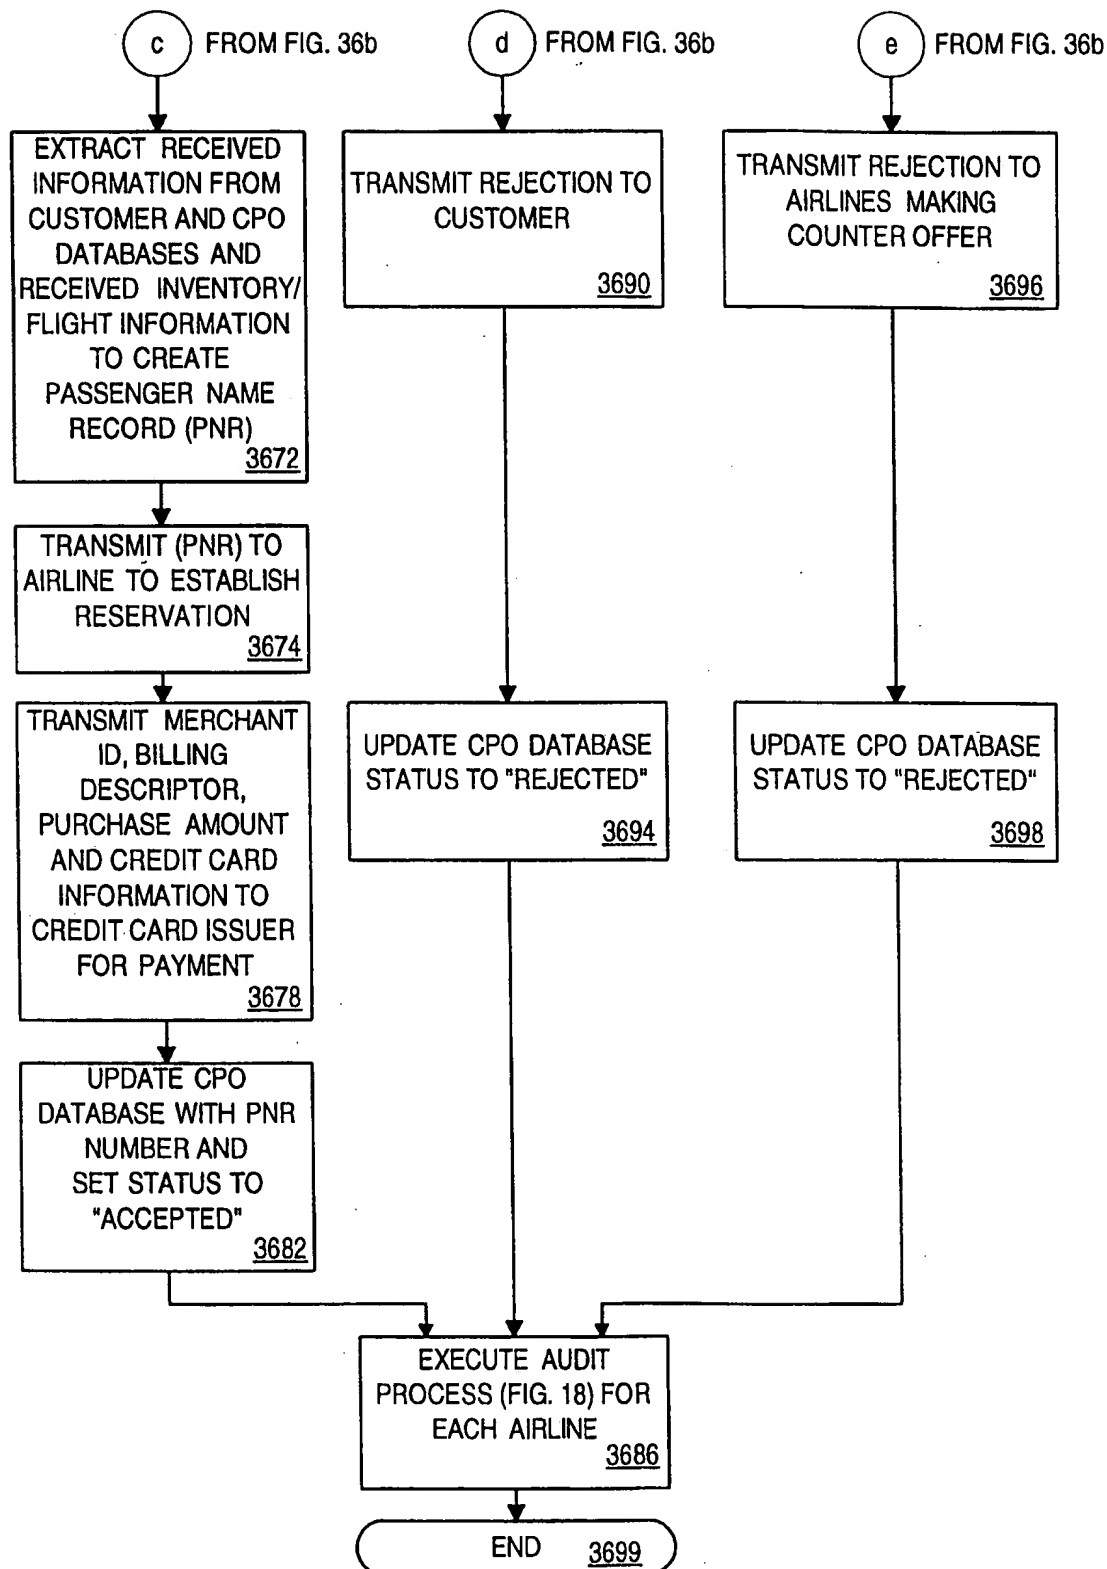 c FROM FIG. 36b
d FROM FIG. 36b
e FROM FIG. 36b
EXTRACT RECEIVED
INFORMATION FROM
CUSTOMER AND CPO
DATABASES AND
RECEIVED INVENTORY/
FLIGHT INFORMATION
TO CREATE
PASSENGER NAME
RECORD (PNR)
3672
TRANSMIT (PNR) TO
AIRLINE TO ESTABLISH
RESERVATION
3674
TRANSMIT MERCHANT
ID, BILLING
DESCRIPTOR,
PURCHASE AMOUNT
AND CREDIT CARD
INFORMATION TO
CREDIT CARD ISSUER
FOR PAYMENT
3678
UPDATE CPO
DATABASE WITH PNR
NUMBER AND
SET STATUS TO
"ACCEPTED"
3682
TRANSMIT REJECTION TO
CUSTOMER
3690
UPDATE CPO DATABASE
STATUS TO "REJECTED"
3694
TRANSMIT REJECTION TO
AIRLINES MAKING
COUNTER OFFER
3696
UPDATE CPO DATABASE
STATUS TO "REJECTED"
3698
EXECUTE AUDIT
PROCESS (FIG. 18) FOR
EACH AIRLINE
3686
END 3699